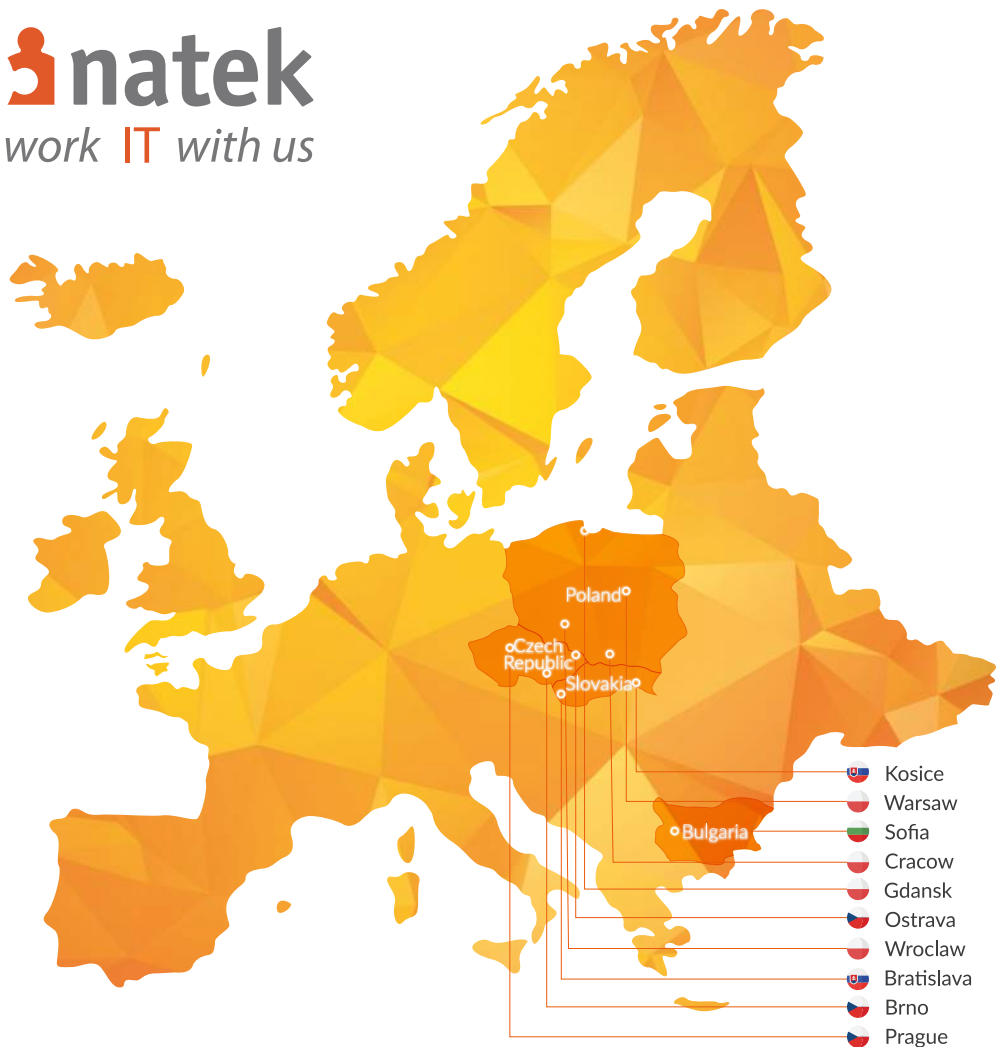 natek
work IT with us
Poland
Czech
Republic
Slovakia
Bulgaria
Kosice
Warsaw
Sofia
Cracow
Gdansk
Ostrava
Wroclaw
Bratislava
Brno
Prague